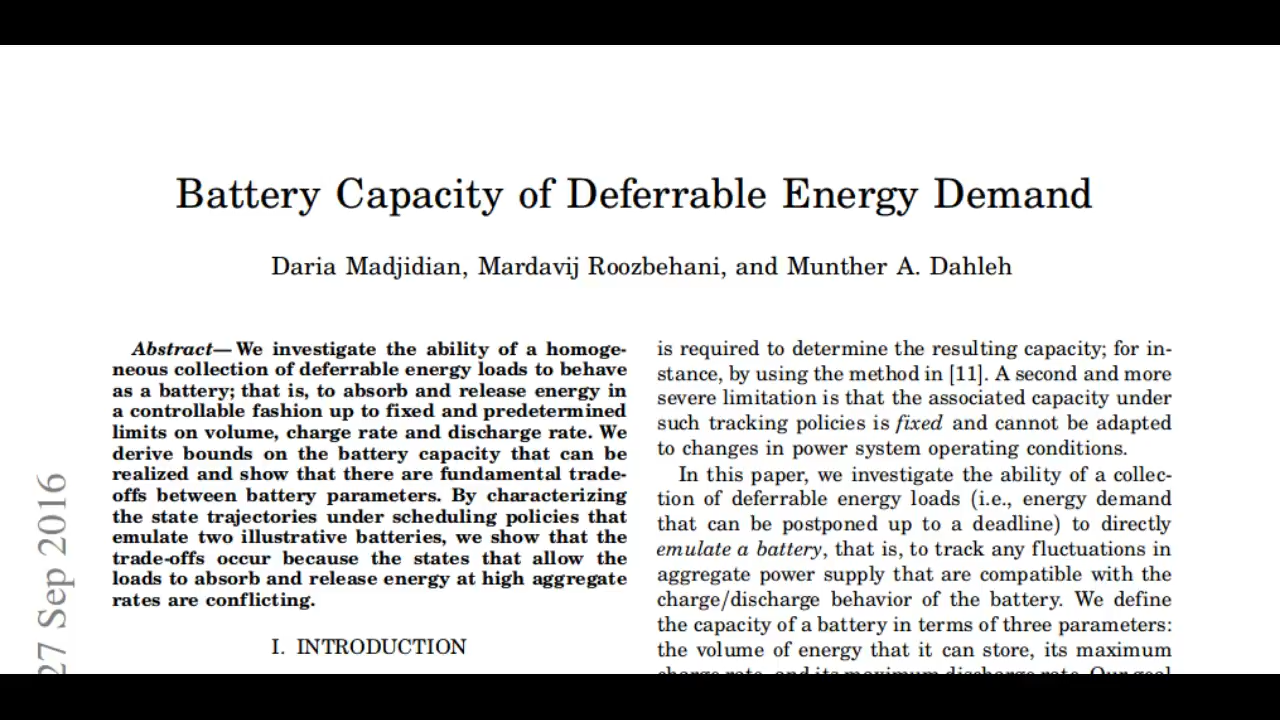 Battery Capacity of Deferrable Energy Demand
Daria Madjidian, Mardavij Roozbehani, and Munther A. Dahleh
Abstract—We investigate the ability of a homoge-
neous collection of deferrable energy loads to behave
as a battery; that is, to absorb and release energy in
a controllable fashion up to fixed and predetermined
limits on volume, charge rate and discharge rate. We
derive bounds on the battery capacity that can be
realized and show that there are fundamental trade-
offs between battery parameters. By characterizing
the state trajectories under scheduling policies that
emulate two illustrative batteries, we show that the
trade-offs occur because the states that allow the
loads to absorb and release energy at high aggregate
rates are conflicting.
I. INTRODUCTION
is required to determine the resulting capacity; for in-
stance, by using the method in [11]. A second and more
severe limitation is that the associated capacity under
such tracking policies is fixed and cannot be adapted
to changes in power system operating conditions.
In this paper, we investigate the ability of a collec-
tion of deferrable energy loads (i.e., energy demand
that can be postponed up to a deadline) to directly
emulate a battery, that is, to track any fluctuations in
aggregate power supply that are compatible with the
charge/discharge behavior of the battery. We define
the capacity of a battery in terms of three parameters:
the volume of energy that it can store, its maximum
charge rate, and its maximum discharge rate. Our goal
27 Sep 2016